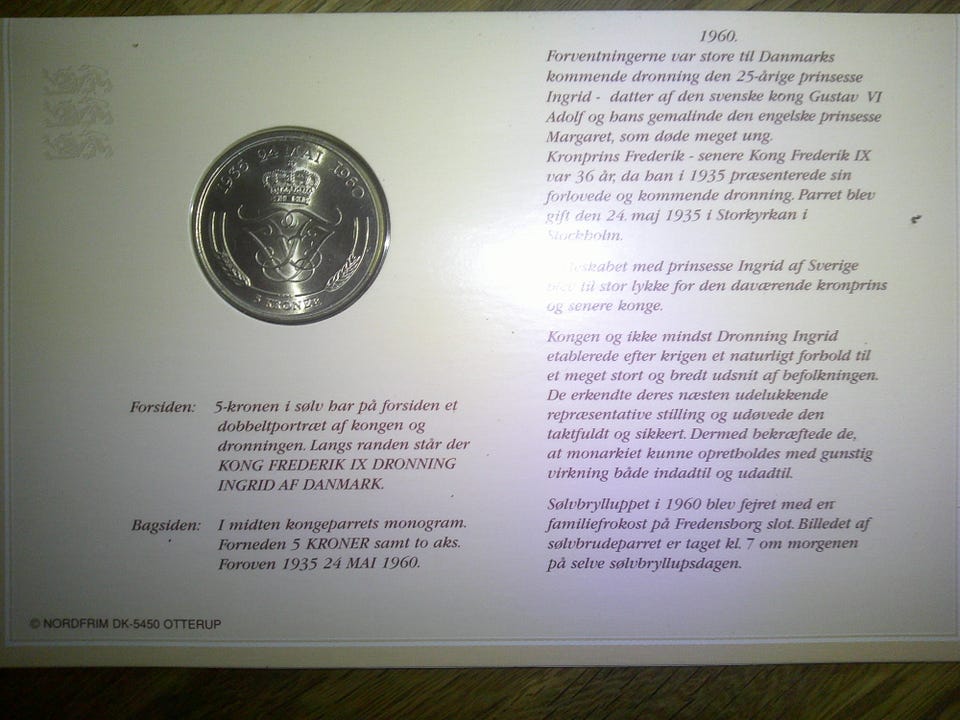 1935 24 MAI 1960
5 KRONER
Forsiden: 5-kronen i sølv har på forsiden et
dobbeltportræt af kongen og
dronningen. Langs randen står der
KONG FREDERIK IX DRONNING
INGRID AF DANMARK.
Bagsiden: I midten kongeparrets monogram.
Forneden 5 KRONER samt to aks.
Foroven 1935 24 MAI 1960.
© NORDFRIM DK-5450 OTTERUP
1960.
Forventningerne var store til Danmarks
kommende dronning den 25-årige prinsesse
Ingrid - datter af den svenske kong Gustav VI
Adolf og hans gemalinde den engelske prinsesse
Margaret, som døde meget ung.
Kronprins Frederik - senere Kong Frederik IX
var 36 år, da han i 1935 præsenterede sin
forlovede og kommende dronning. Parret blev
gift den 24. maj 1935 i Storkyrkan i
Stockholm.
med prinsesse Ingrid af Sverige
blev til stor lykke for den daværende kronprins
og senere konge.
Kongen og ikke mindst Dronning Ingrid
etablerede efter krigen et naturligt forhold til
et meget stort og bredt udsnit af befolkningen.
De erkendte deres næsten udelukkende
repræsentative stilling og udøvede den
taktfuldt og sikkert. Dermed bekræftede de,
at monarkiet kunne opretholdes med gunstig
virkning både indadtil og udadtil.
Sølvbrylluppet i 1960 blev fejret med en
familiefrokost på Fredensborg slot. Billedet af
sølvbrudeparret er taget kl. 7 om morgenen
på selve sølvbryllupsdagen.